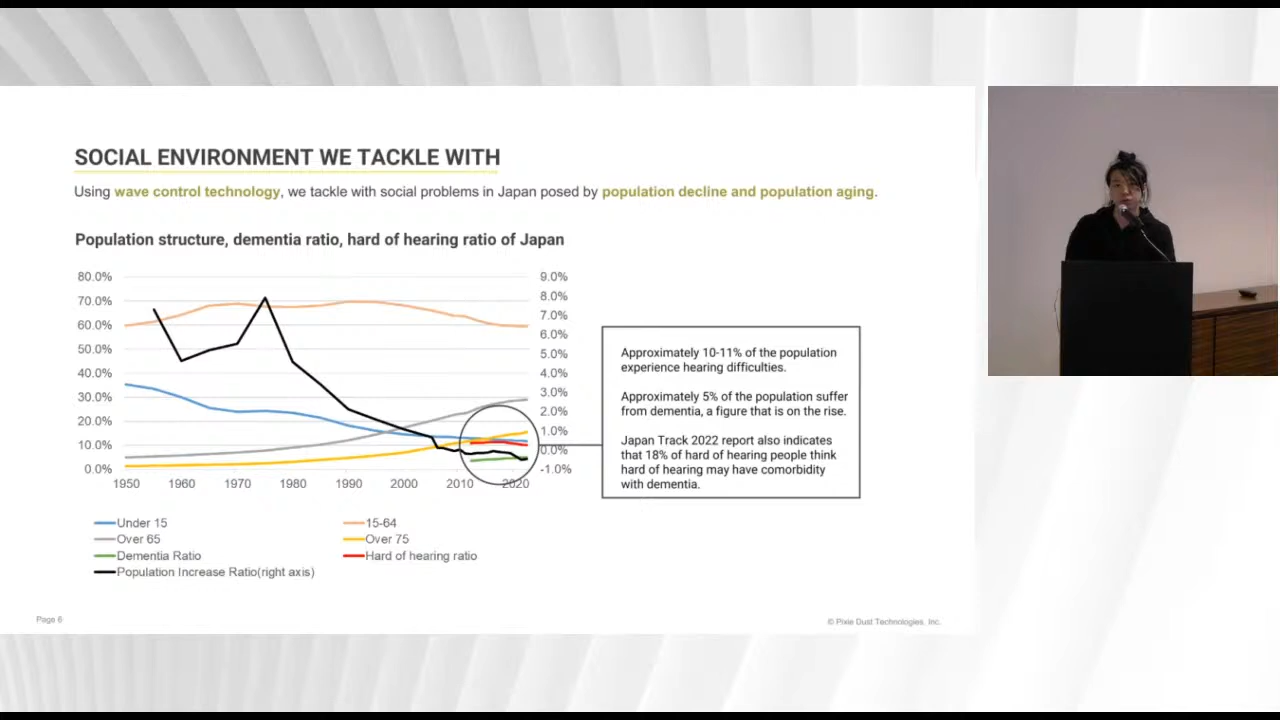 SOCIAL ENVIRONMENT WE TACKLE WITH
Using wave control technology, we tackle with social problems in Japan posed by population decline and population aging.
Population structure, dementia ratio, hard of hearing ratio of Japan
80.0%
70.0%
60.0%
50.0%
40.0%
30.0%
20.0%
10.0%
0.0%
9.0%
8.0%
7.0%
6.0%
5.0%
4.0%
3.0%
2.0%
1.0%
0.0%
-1.0%
1950 1960 1970 1980 1990 2000 2010 2020
Approximately 10-11% of the population
experience hearing difficulties.
Approximately 5% of the population suffer
from dementia, a figure that is on the rise.
Japan Track 2022 report also indicates
that 18% of hard of hearing people think
hard of hearing may have comorbidity
with dementia.
Under 15
15-64
Over 65
Over 75
Dementia Ratio
Hard of hearing ratio
Population Increase Ratio(right axis)
Page 6
© Pixie Dust Technologies, Inc.